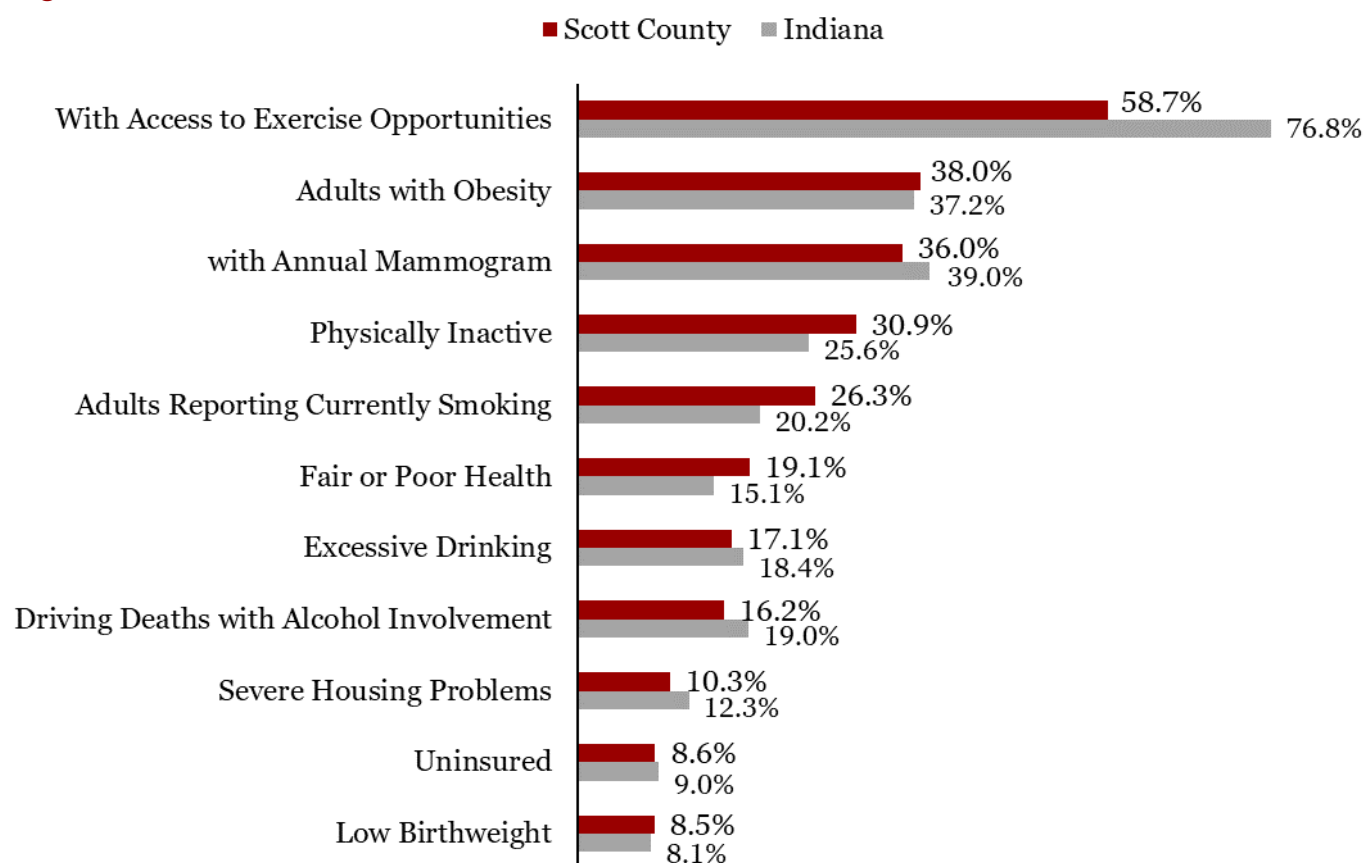 Scott County Indiana
With Access to Exercise Opportunities 58.7%
76.8%
Adults with Obesity 38.0%
37.2%
with Annual Mammogram 36.0%
39.0%
Physically Inactive 30.9%
25.6%
Adults Reporting Currently Smoking 26.3%
20.2%
Fair or Poor Health 19.1%
15.1%
Excessive Drinking 17.1%
18.4%
Driving Deaths with Alcohol Involvement 16.2%
19.0%
Severe Housing Problems 10.3%
12.3%
Uninsured 8.6%
9.0%
Low Birthweight 8.5%
8.1%